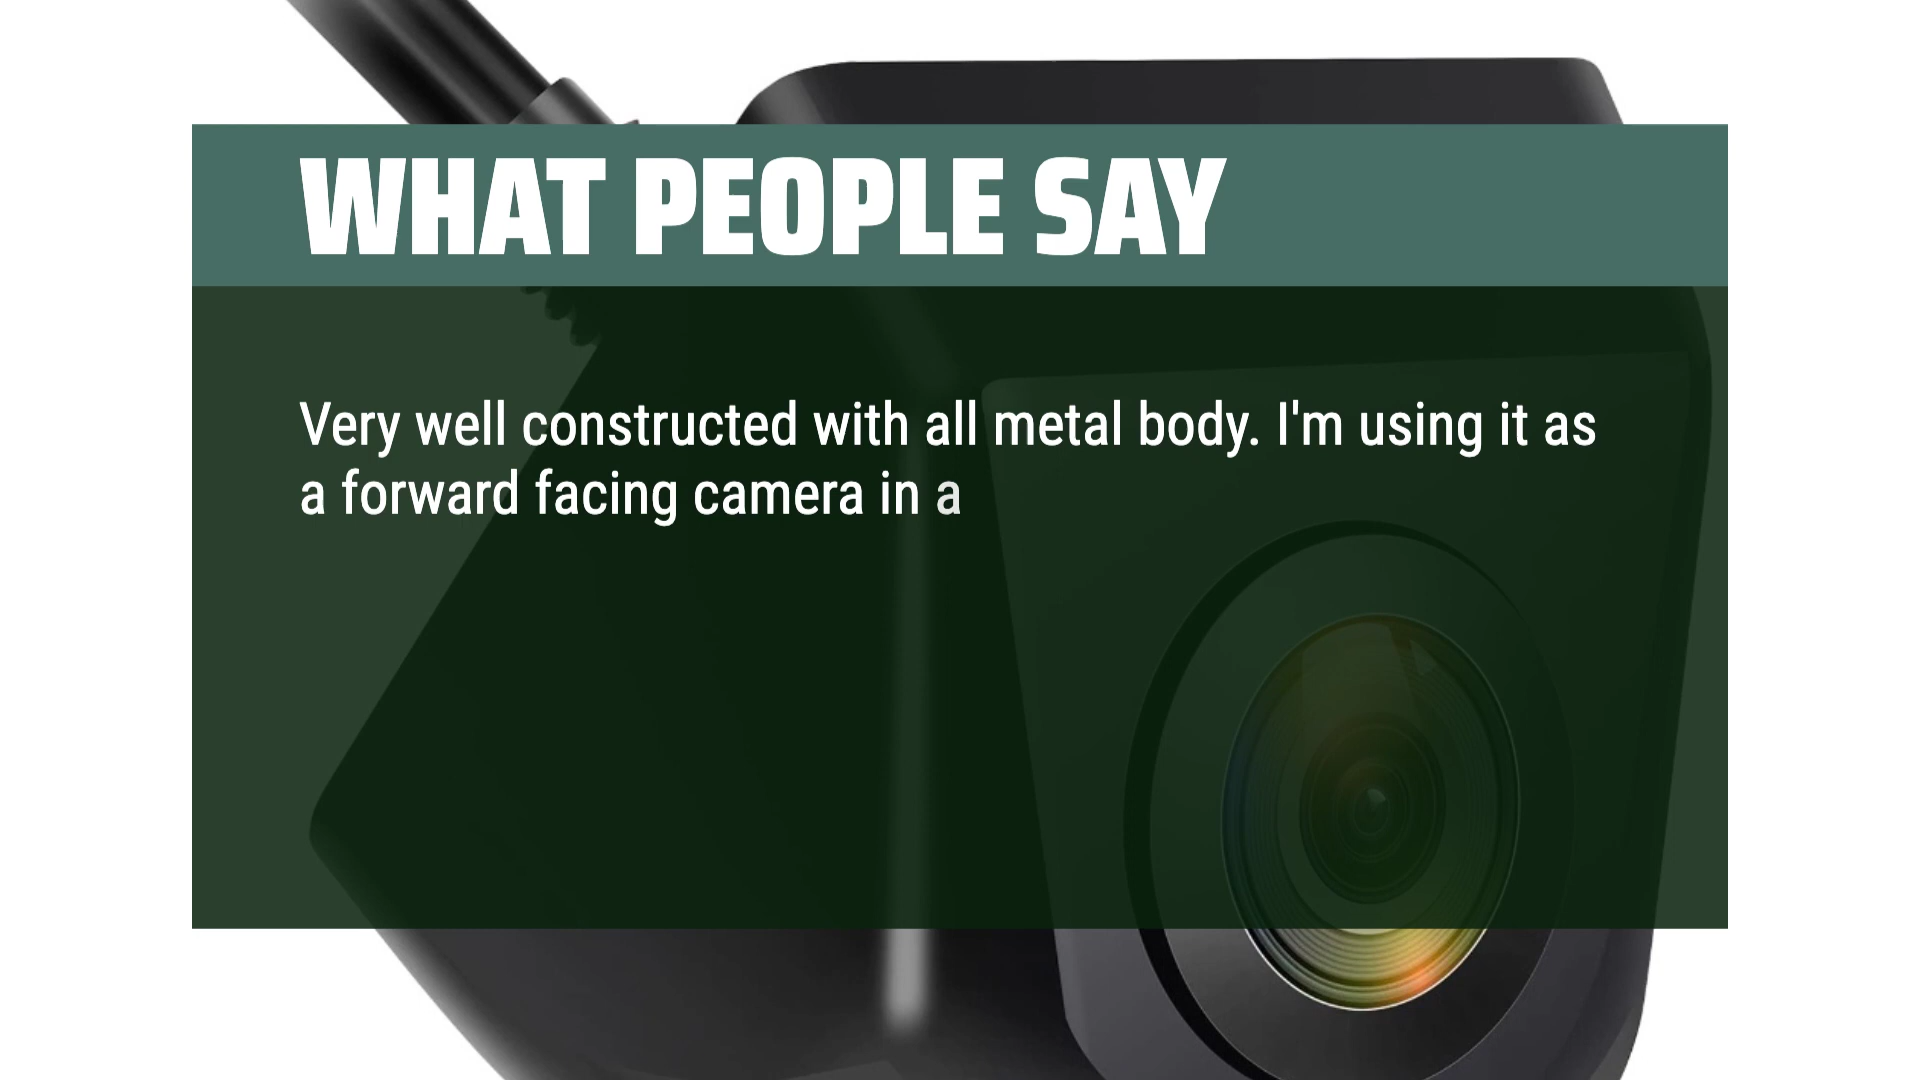 WHAT PEOPLE SAY
Very well constructed with all metal body. I'm using it as
a forward facing camera in a